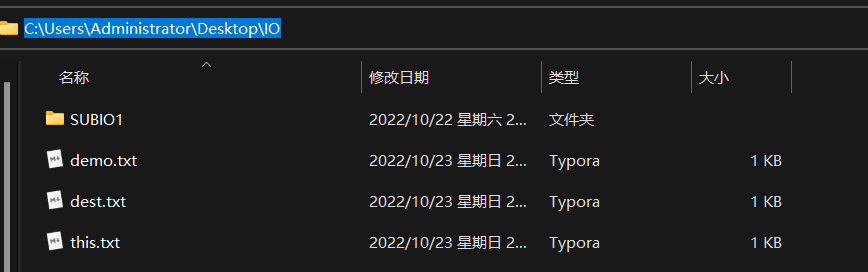 C:\Users\Administrator\Desktop\IO
名称 修改日期 类型 大小
SUBIO1 2022/10/22 星期六 2... 文件夹
demo.txt 2022/10/23 星期日 2... Typora 1 KB
dest.txt 2022/10/23 星期日 2... Typora 1 KB
this.txt 2022/10/23 星期日 2... Typora 1 KB